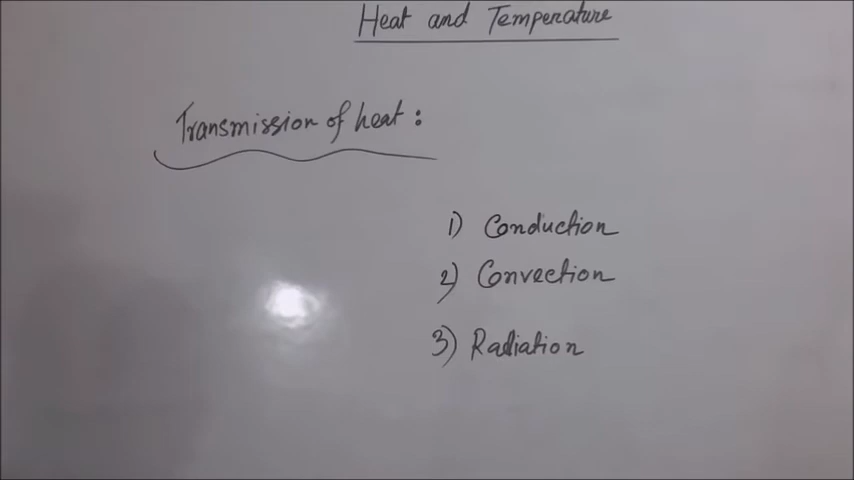 Heat and Temperature
Transmission of heat :
1) Conduction
2) Convection
3) Radiation